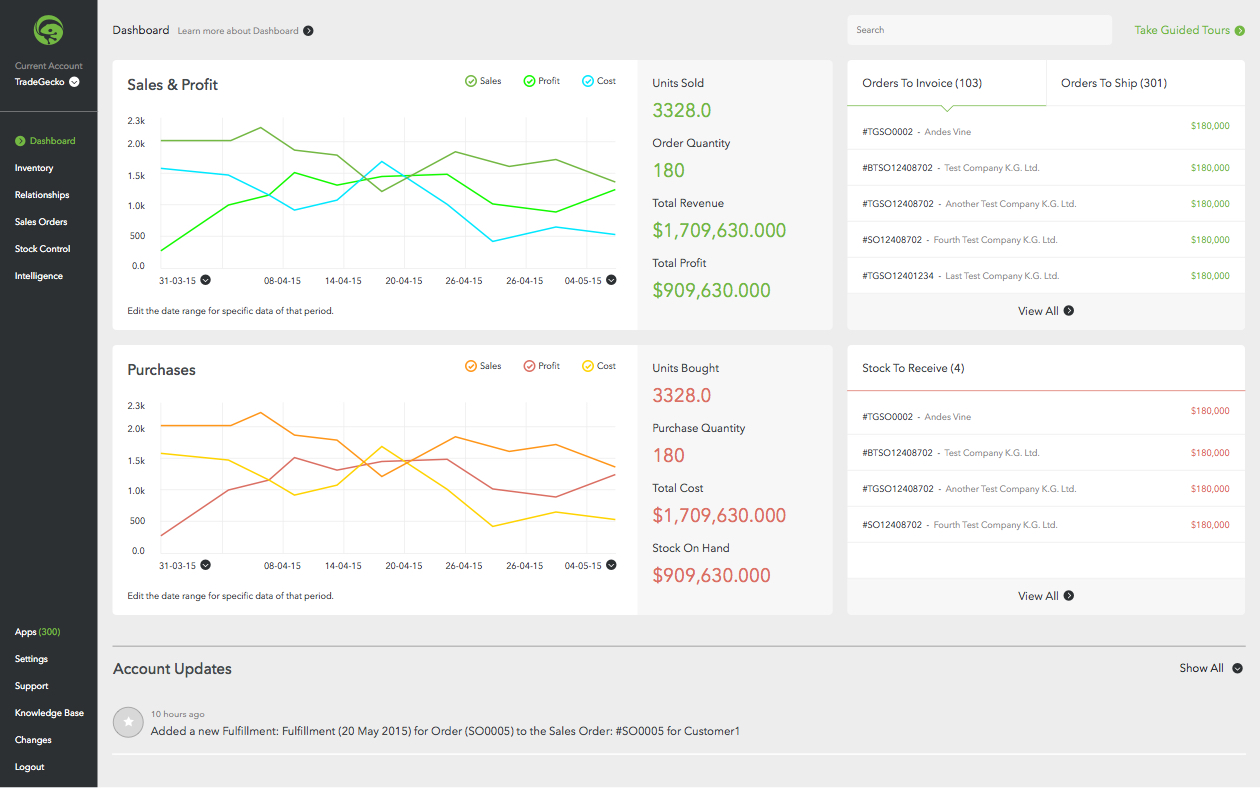 Current Account
TradeGecko
Dashboard
Inventory
Relationships
Sales Orders
Stock Control
Intelligence
Apps (300)
Settings
Support
Knowledge Base
Changes
Logout
Dashboard Learn more about Dashboard
Search
Take Guided Tours
Sales & Profit
Sales Profit Cost
2.3k
2.0k
1.5k
1.0k
500
0.0
31-03-15 08-04-15 14-04-15 20-04-15 26-04-15 26-04-15 04-05-15
Edit the date range for specific data of that period.
Units Sold
3328.0
Order Quantity
180
Total Revenue
$1,709,630.000
Total Profit
$909,630.000
Orders To Invoice (103) Orders To Ship (301)
#TGSO0002 - Andes Vine $180,000
#BTSO12408702 - Test Company K.G. Ltd. $180,000
#TGSO12408702 - Another Test Company K.G. Ltd. $180,000
#SO12408702 - Fourth Test Company K.G. Ltd. $180,000
#TGSO12401234 - Last Test Company K.G. Ltd. $180,000
View All
Purchases
Sales Profit Cost
2.3k
2.0k
1.5k
1.0k
500
0.0
31-03-15 08-04-15 14-04-15 20-04-15 26-04-15 26-04-15 04-05-15
Edit the date range for specific data of that period.
Units Bought
3328.0
Purchase Quantity
180
Total Cost
$1,709,630.000
Stock On Hand
$909,630.000
Stock To Receive (4)
#TGSO0002 - Andes Vine $180,000
#BTSO12408702 - Test Company K.G. Ltd. $180,000
#TGSO12408702 - Another Test Company K.G. Ltd. $180,000
#SO12408702 - Fourth Test Company K.G. Ltd. $180,000
View All
Account Updates
Show All
10 hours ago
Added a new Fulfillment: Fulfillment (20 May 2015) for Order (SO0005) to the Sales Order: #SO0005 for Customer1